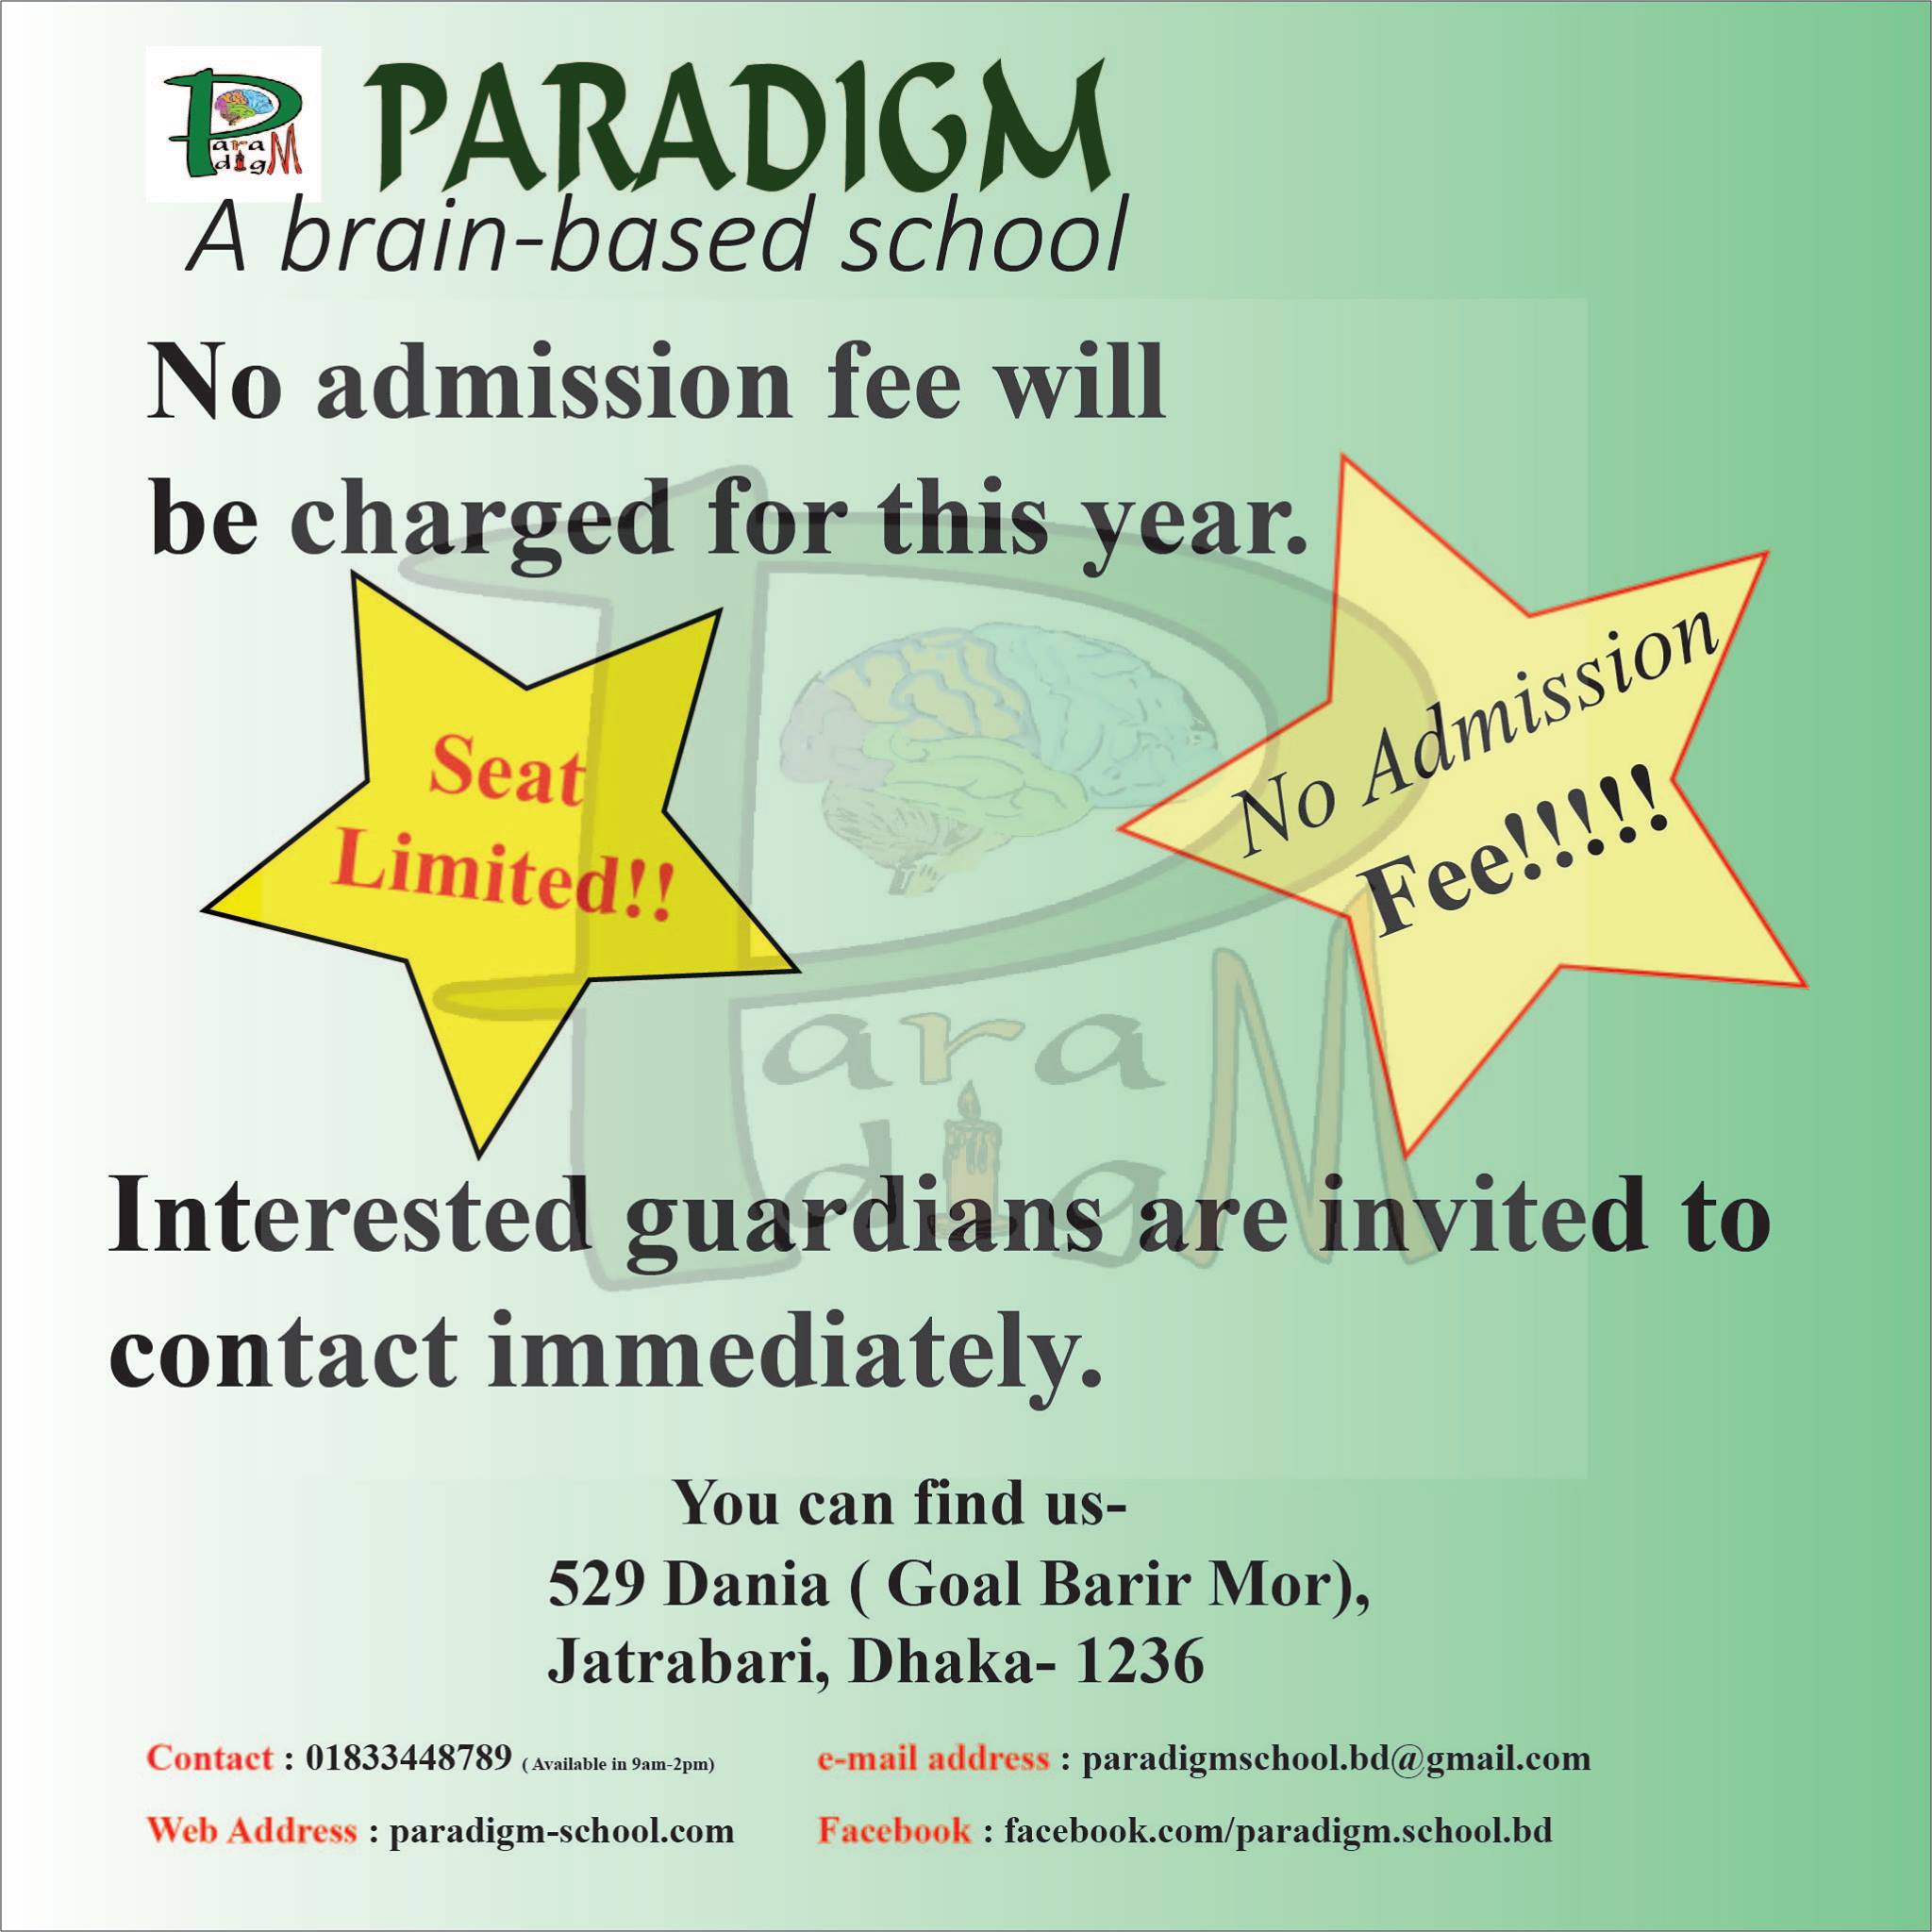 Paradigm
PARADIGM
A brain-based school
No admission fee will
be charged for this year.
Seat
Limited!!
No Admission
Fee!!!!!
Para
digM
Interested guardians are invited to
contact immediately.
You can find us-
529 Dania ( Goal Barir Mor),
Jatrabari, Dhaka- 1236
Contact : 01833448789 ( Available in 9am-2pm)
e-mail address : paradigmschool.bd@gmail.com
Web Address : paradigm-school.com
Facebook : facebook.com/paradigm.school.bd